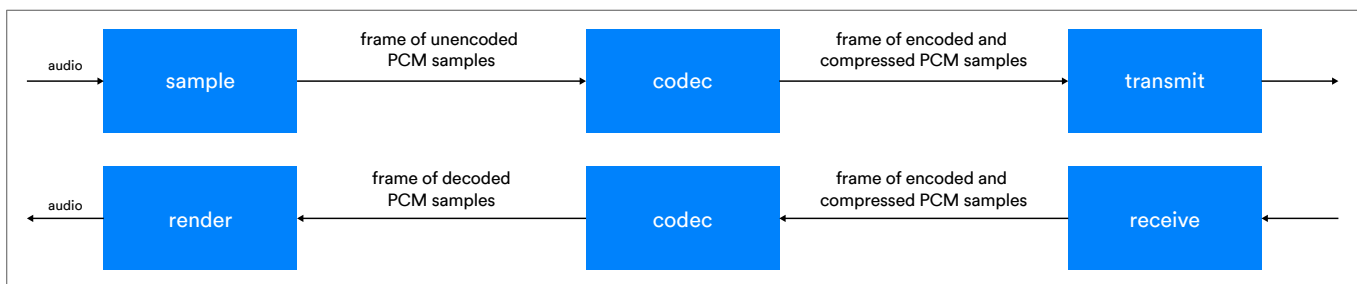 audio
sample
frame of unencoded
PCM samples
codec
frame of encoded and
compressed PCM samples
transmit
audio
render
frame of decoded
PCM samples
codec
frame of encoded and
compressed PCM samples
receive